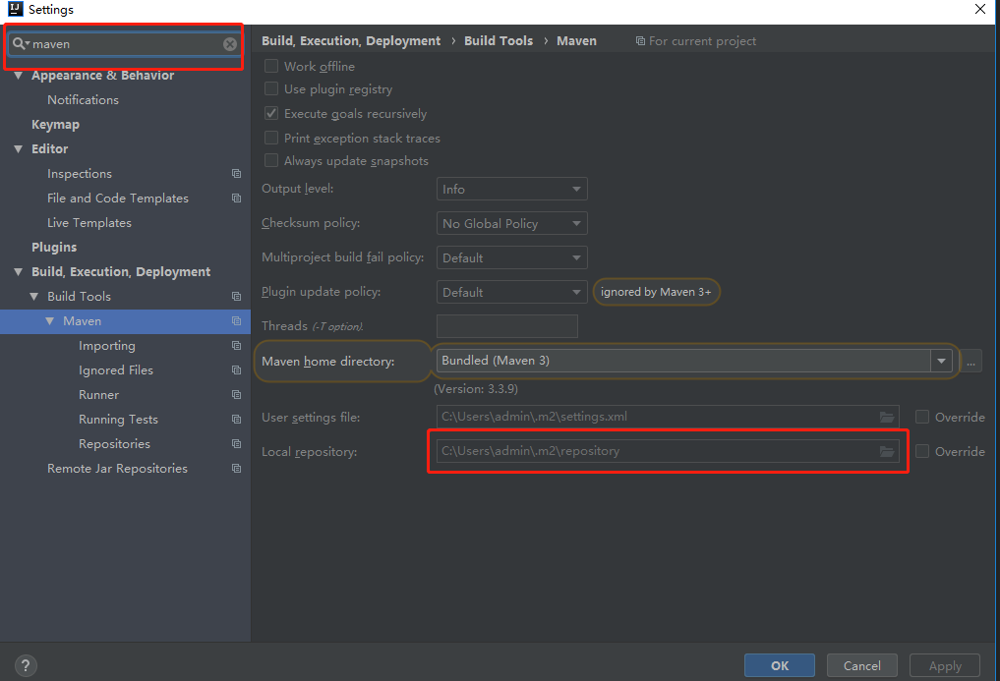 Settings
maven
Build, Execution, Deployment › Build Tools › Maven For current project
Appearance & Behavior
Notifications
Keymap
Editor
Inspections
File and Code Templates
Live Templates
Plugins
Build, Execution, Deployment
Build Tools
Maven
Importing
Ignored Files
Runner
Running Tests
Repositories
Remote Jar Repositories
Work offline
Use plugin registry
Execute goals recursively
Print exception stack traces
Always update snapshots
Output level: Info
Checksum policy: No Global Policy
Multiproject build fail policy: Default
Plugin update policy: Default ignored by Maven 3+
Threads (-T option).
Maven home directory: Bundled (Maven 3) ...
(Version: 3.3.9)
User settings file: C:\Users\admin\.m2\settings.xml Override
Local repository: C:\Users\admin\.m2\repository Override
? OK Cancel Apply